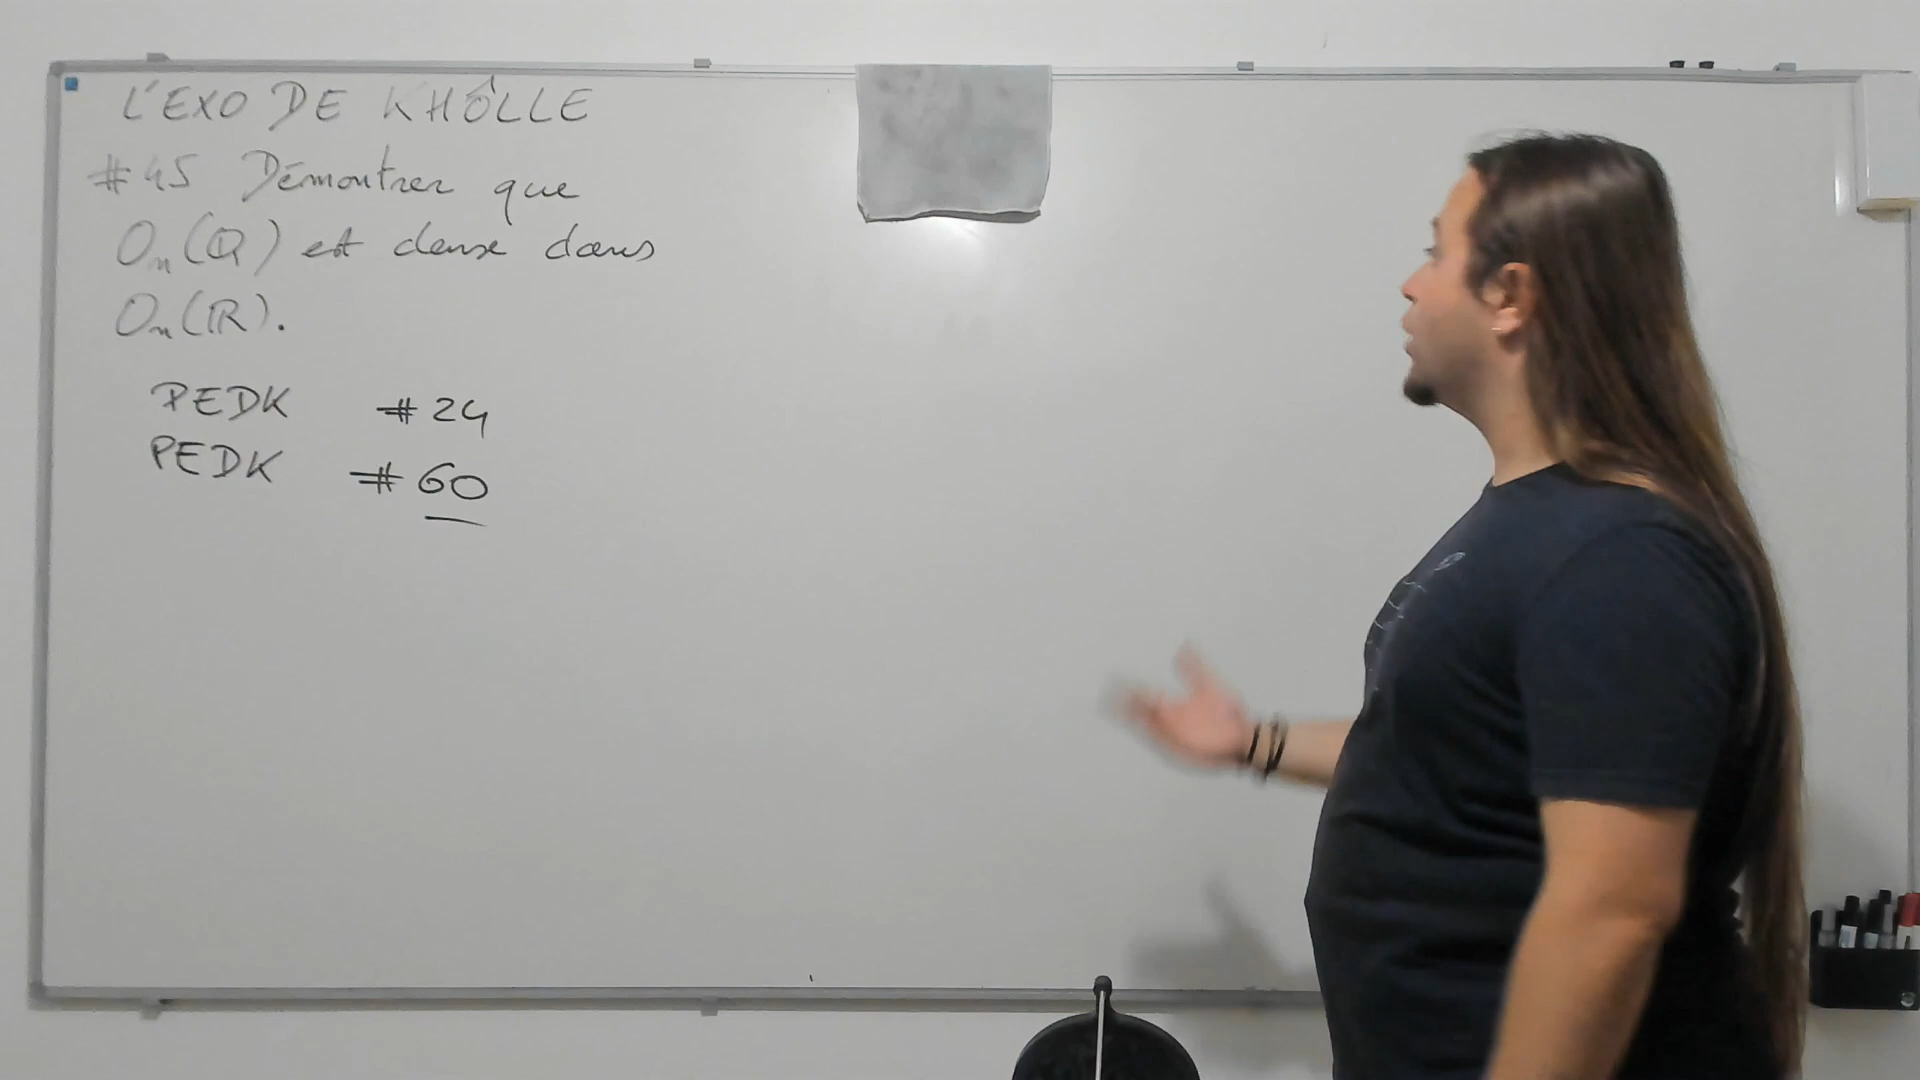 L'EXO DE KHÔLLE
#45 Démontrer que
On(Q) est dense dans
On(R).
PEDK #24
PEDK #60